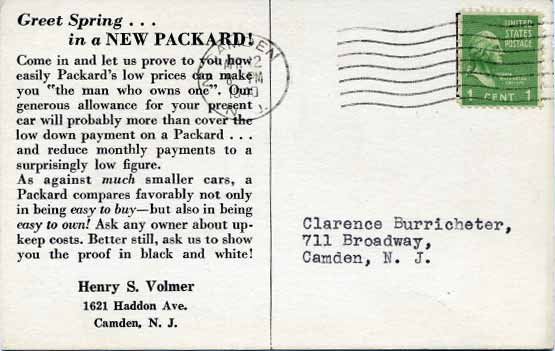 Greet Spring . . .
in a NEW PACKARD!
Come in and let us prove to you how
easily Packard's low prices can make
you "the man who owns one". Our
generous allowance for your present
car will probably more than cover the
low down payment on a Packard . . .
and reduce monthly payments to a
surprisingly low figure.
As against much smaller cars, a
Packard compares favorably not only
in being easy to buy—but also in being
easy to own! Ask any owner about up-
keep costs. Better still, ask us to show
you the proof in black and white!
Henry S. Volmer
1621 Haddon Ave.
Camden, N. J.
CAMDEN
PM
N. J.
UNITED
STATES
POSTAGE
1 CENT 1
Clarence Burricheter,
711 Broadway,
Camden, N. J.